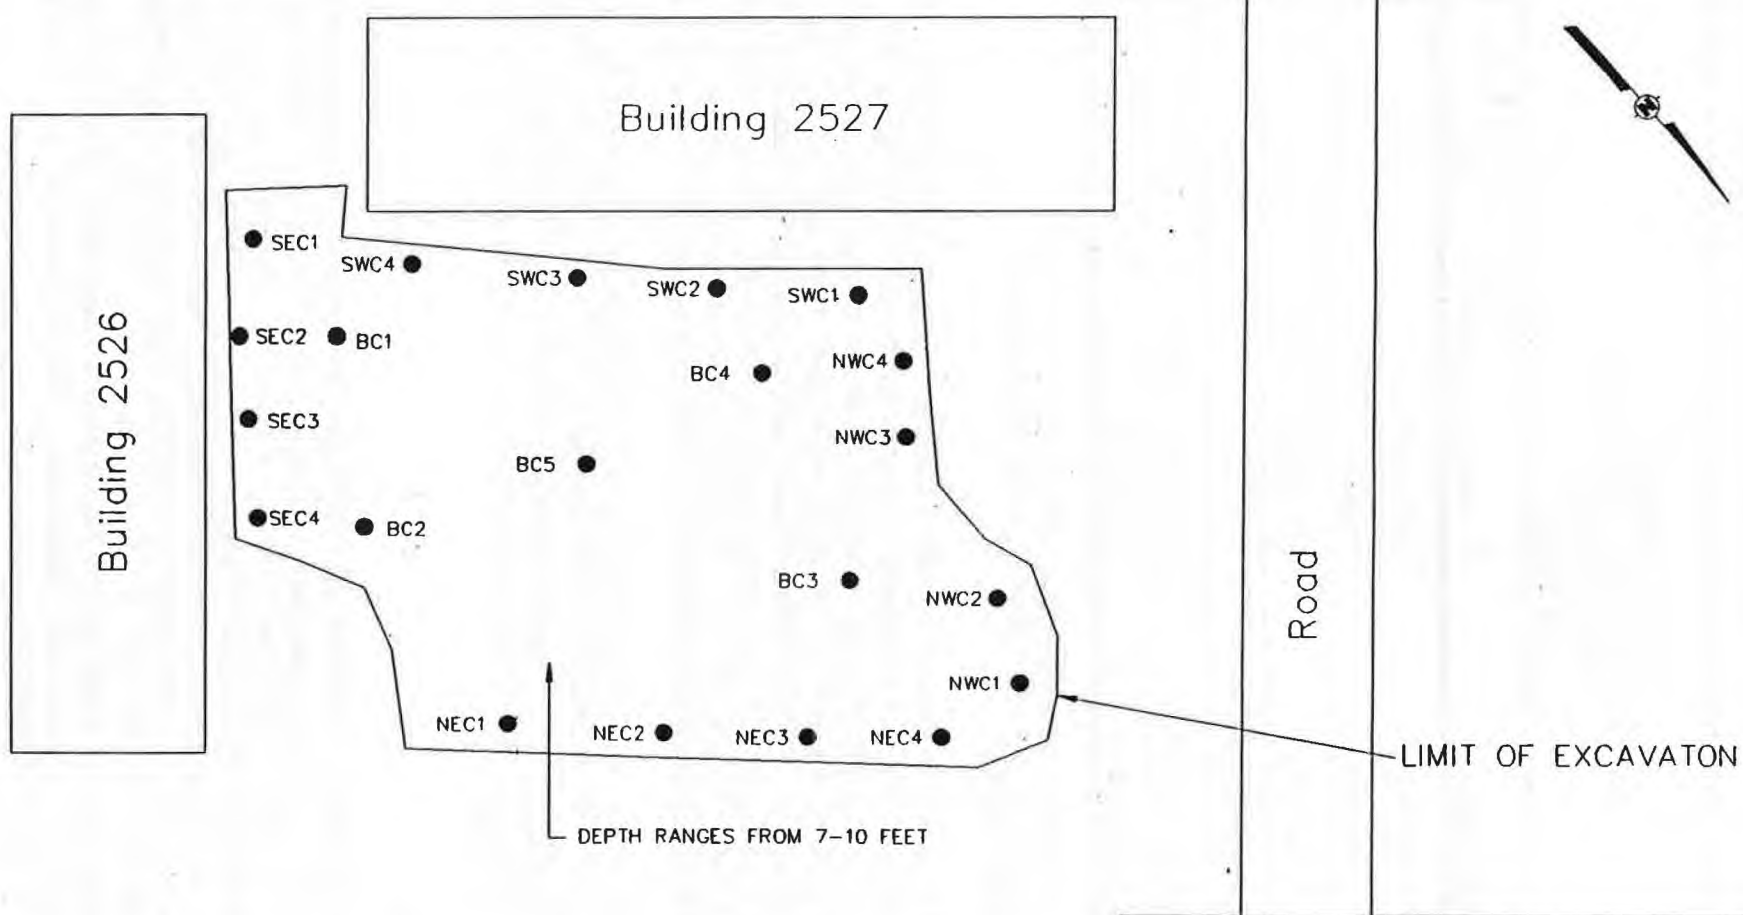 Building 2527
N
SEC1
SWC4
SWC3
SWC2
SWC1
SEC2
BC1
NWC4
BC4
Building 2526
SEC3
NWC3
BC5
SEC4
BC2
BC3
NWC2
Road
NWC1
NEC1
NEC2
NEC3
NEC4
LIMIT OF EXCAVATON
DEPTH RANGES FROM 7-10 FEET